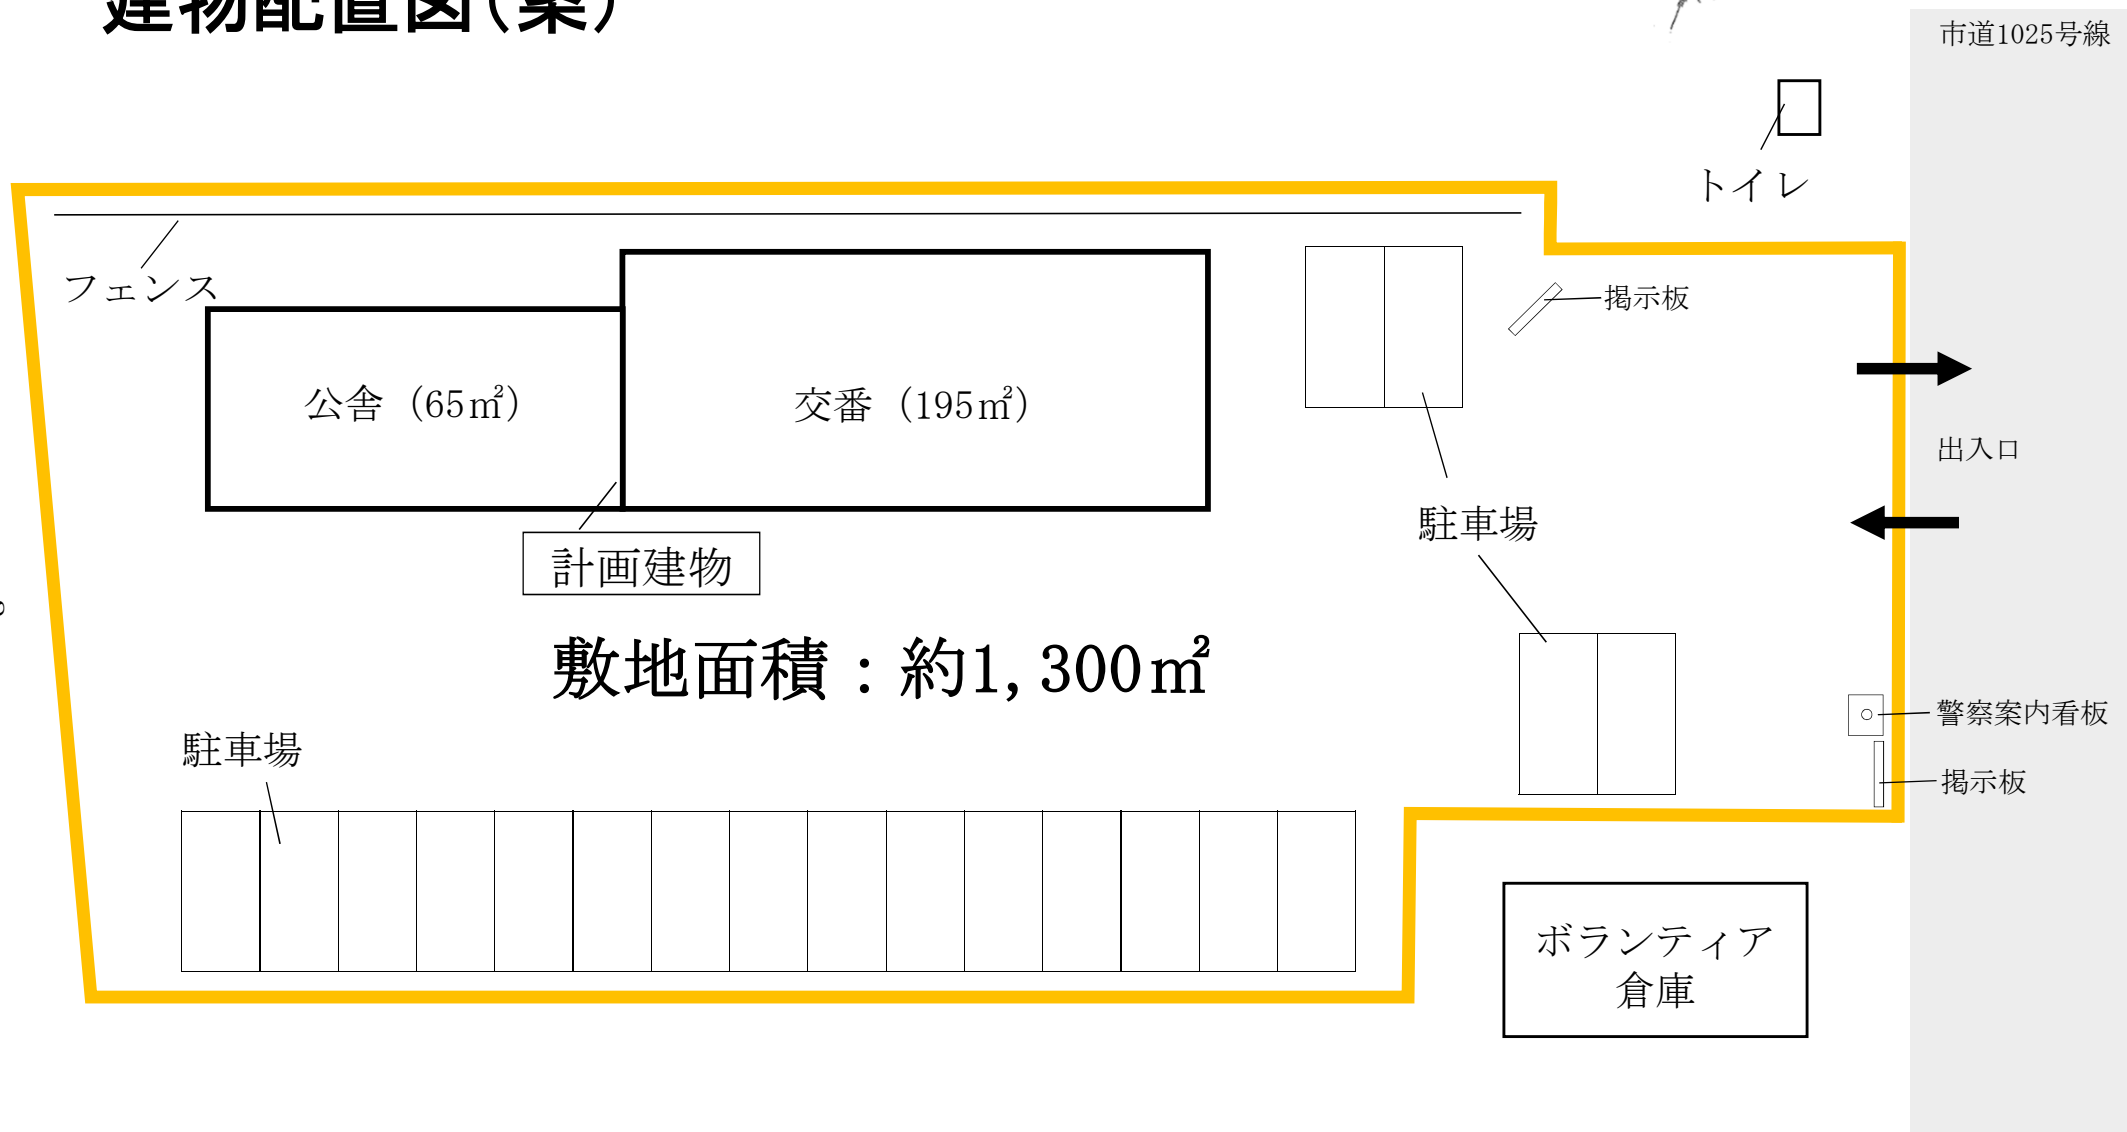 建物配置図（案）
市道1025号線
トイレ
フェンス
掲示板
公舎（65㎡）
交番（195㎡）
出入口
駐車場
計画建物
敷地面積：約1,300㎡
警察案内看板
駐車場
掲示板
ボランティア
倉庫